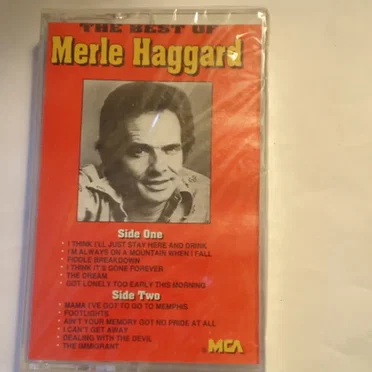 THE BEST OF
Merle Haggard
Side One
• I THINK I'LL JUST STAY HERE AND DRINK
• I'M ALWAYS ON A MOUNTAIN WHEN I FALL
• FIDDLE BREAKDOWN
• I THINK IT'S GONE FOREVER
• THE DREAM
• GOT LONELY TOO EARLY THIS MORNING
Side Two
• MAMA I'VE GOT TO GO TO MEMPHIS
• FOOTLIGHTS
• AIN'T YOUR MEMORY GOT NO PRIDE AT ALL
• I CAN'T GET AWAY
• DEALING WITH THE DEVIL
• THE IMMIGRANT
MCA